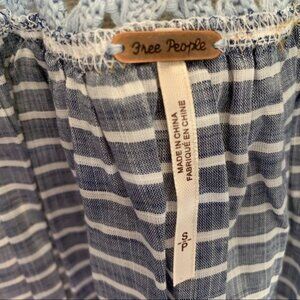 Free People
MADE IN CHINA
FABRIQUÉ EN CHINE
S/P